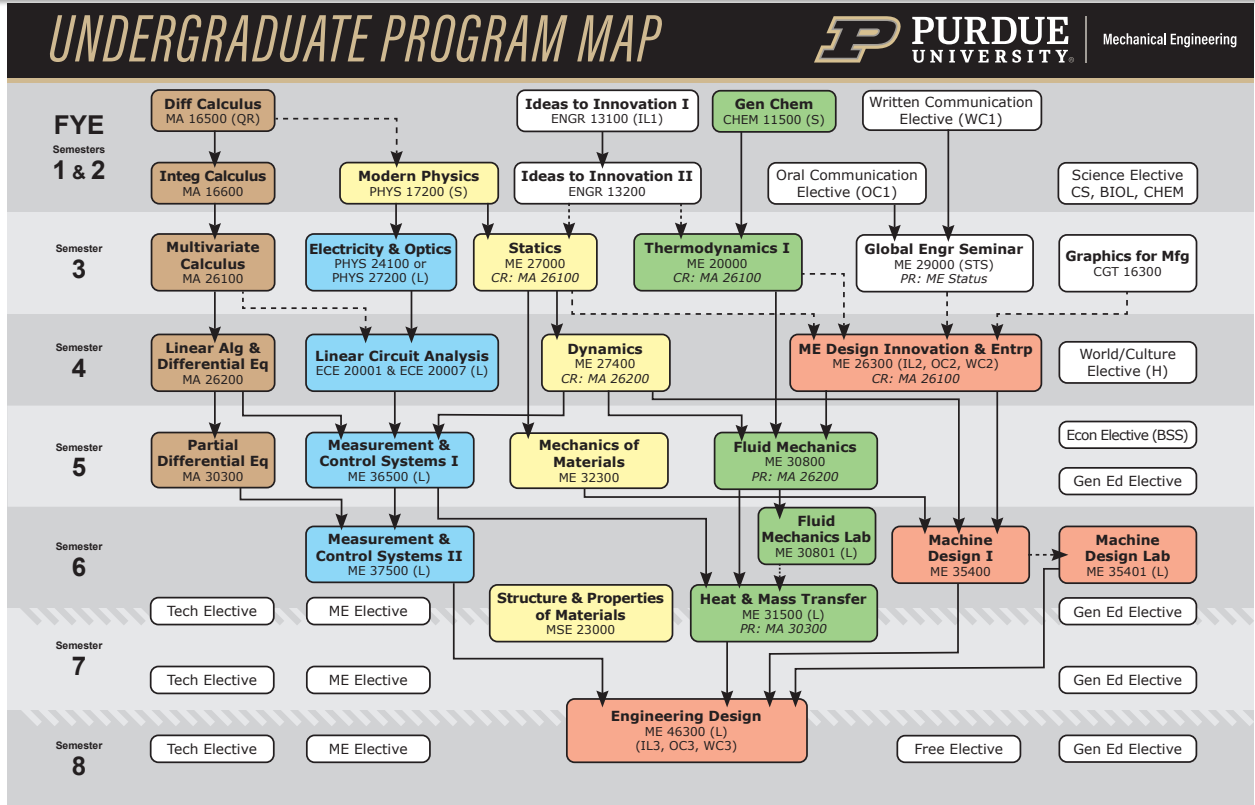 UNDERGRADUATE PROGRAM MAP
PURDUE
UNIVERSITY®
Mechanical Engineering
FYE
Semesters
1 & 2
Diff Calculus
MA 16500 (QR)
Ideas to Innovation I
ENGR 13100 (IL1)
Gen Chem
CHEM 11500 (S)
Written Communication
Elective (WC1)
Integ Calculus
MA 16600
Modern Physics
PHYS 17200 (S)
Ideas to Innovation II
ENGR 13200
Oral Communication
Elective (OC1)
Science Elective
CS, BIOL, CHEM
Semester
3
Multivariate
Calculus
MA 26100
Electricity & Optics
PHYS 24100 or
PHYS 27200 (L)
Statics
ME 27000
CR: MA 26100
Thermodynamics I
ME 20000
CR: MA 26100
Global Engr Seminar
ME 29000 (STS)
PR: ME Status
Graphics for Mfg
CGT 16300
Semester
4
Linear Alg &
Differential Eq
MA 26200
Linear Circuit Analysis
ECE 20001 & ECE 20007 (L)
Dynamics
ME 27400
CR: MA 26200
ME Design Innovation & Entrp
ME 26300 (IL2, OC2, WC2)
CR: MA 26100
World/Culture
Elective (H)
Semester
5
Partial
Differential Eq
MA 30300
Measurement &
Control Systems I
ME 36500 (L)
Mechanics of
Materials
ME 32300
Fluid Mechanics
ME 30800
PR: MA 26200
Econ Elective (BSS)
Gen Ed Elective
Semester
6
Measurement &
Control Systems II
ME 37500 (L)
Fluid
Mechanics Lab
ME 30801 (L)
Machine
Design I
ME 35400
Machine
Design Lab
ME 35401 (L)
Tech Elective
ME Elective
Structure & Properties
of Materials
MSE 23000
Heat & Mass Transfer
ME 31500 (L)
PR: MA 30300
Gen Ed Elective
Semester
7
Tech Elective
ME Elective
Gen Ed Elective
Engineering Design
ME 46300 (L)
(IL3, OC3, WC3)
Semester
8
Tech Elective
ME Elective
Free Elective
Gen Ed Elective